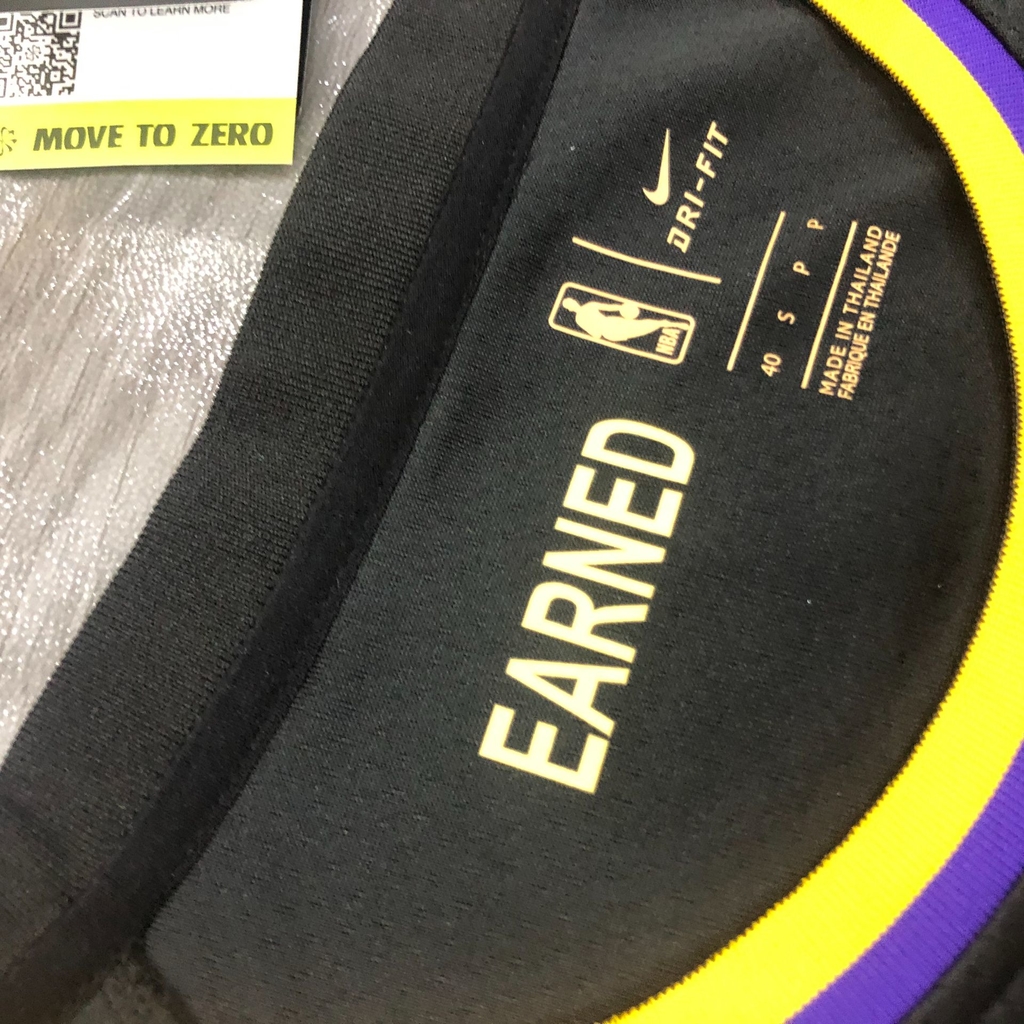 SCAN TO LEARN MORE
MOVE TO ZERO
DRI-FIT
NBA
40 S P P
MADE IN THAILAND
FABRIQUE EN THAILANDE
EARNED